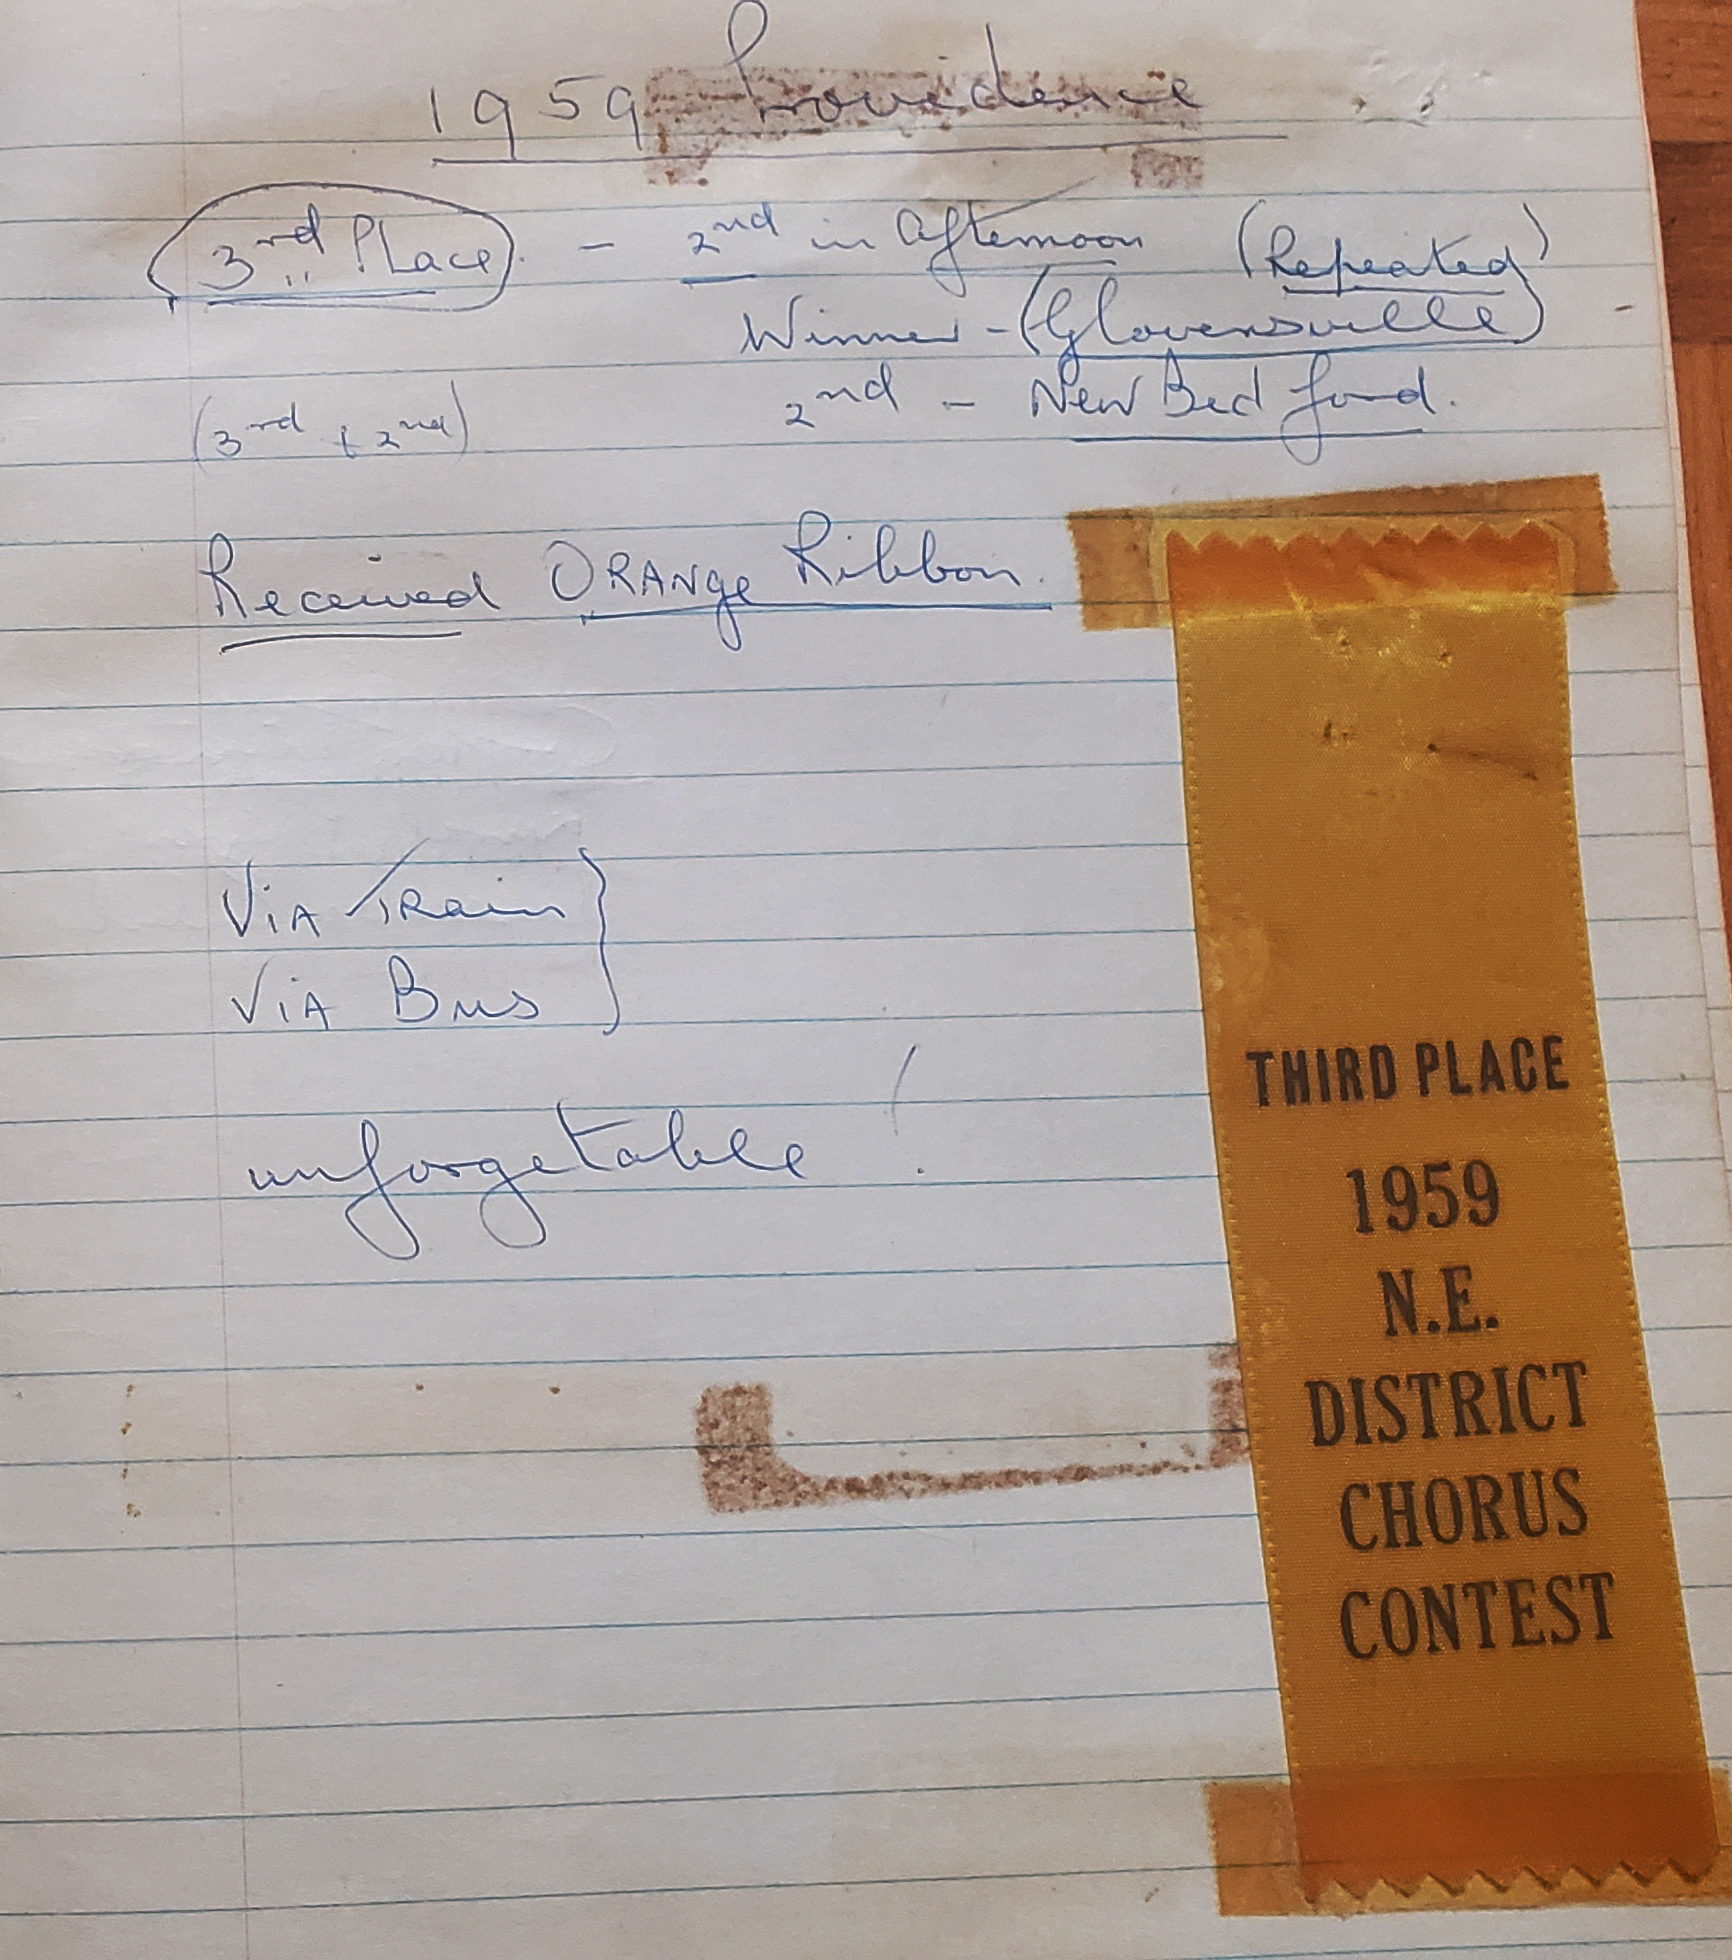 1959 Providence
(3rd Place) - 2nd in afternoon (Repeated)
Winner - (Gloversville)
(3rd + 2nd) 2nd - New Bedford.
Received ORANGe Ribbon.
ViA TRain
ViA Bus
unforgetable !
THIRD PLACE
1959
N.E.
DISTRICT
CHORUS
CONTEST